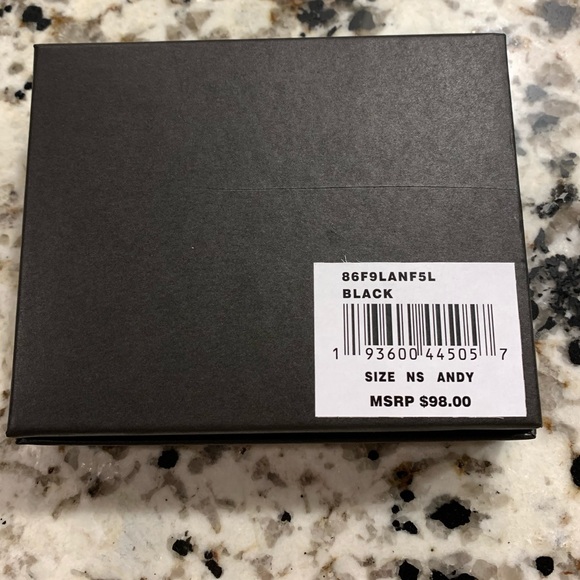 86F9LANF5L
BLACK
1 93600 44505 7
SIZE NS ANDY
MSRP $98.00